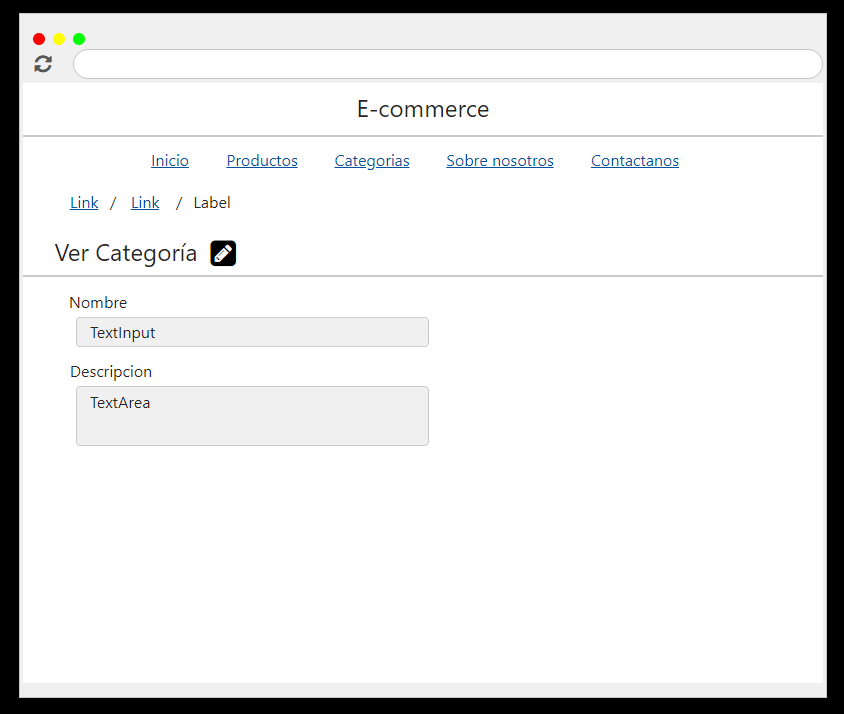 E-commerce
Inicio Productos Categorias Sobre nosotros Contactanos
Link / Link / Label
Ver Categoría
Nombre
TextInput
Descripcion
TextArea